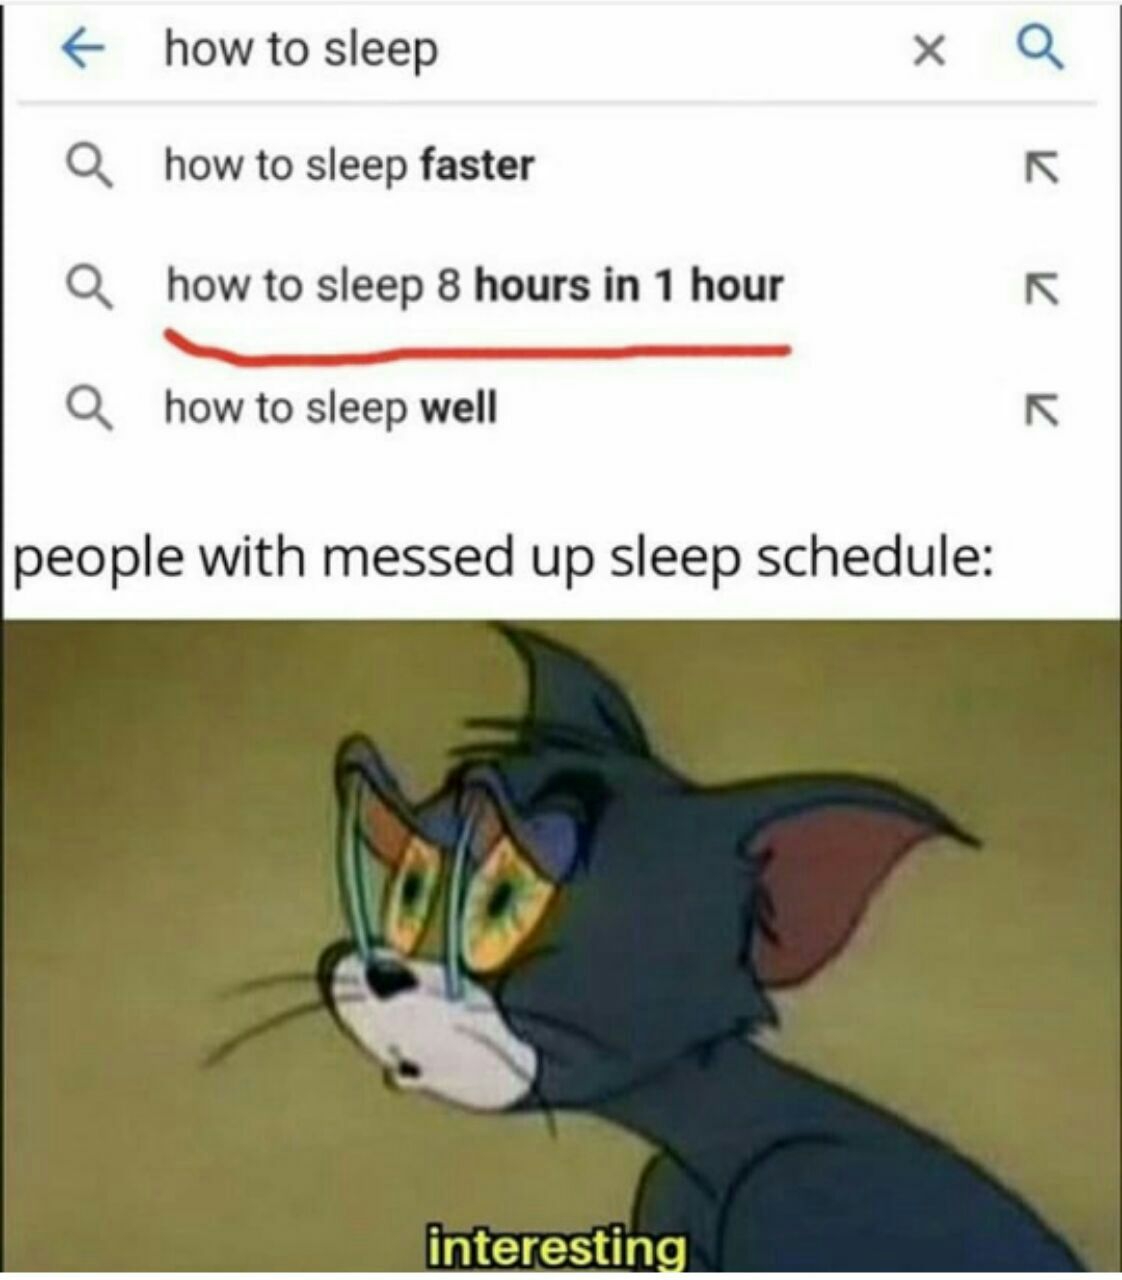 how to sleep
how to sleep faster
how to sleep 8 hours in 1 hour
how to sleep well
people with messed up sleep schedule:
interesting